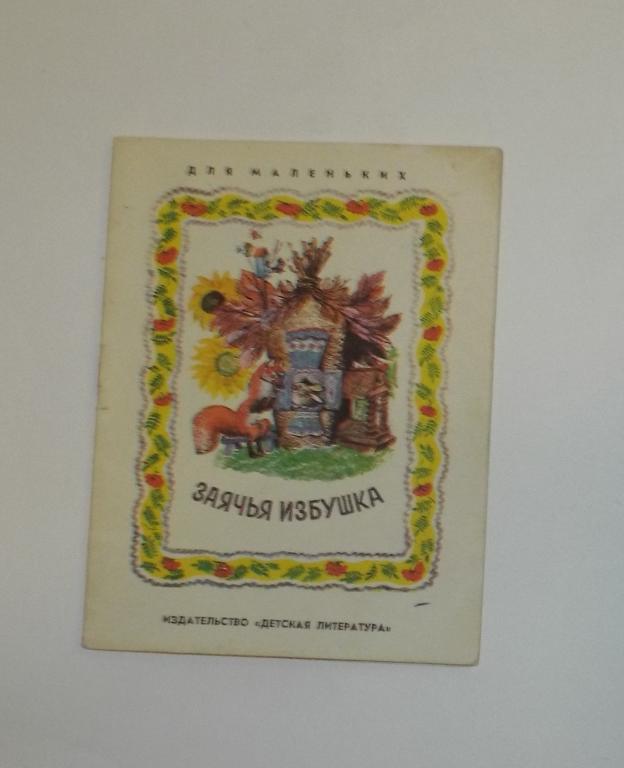 ДЛЯ МАЛЕНЬКИХ
ЗАЯЧЬЯ ИЗБУШКА
ИЗДАТЕЛЬСТВО «ДЕТСКАЯ ЛИТЕРАТУРА»